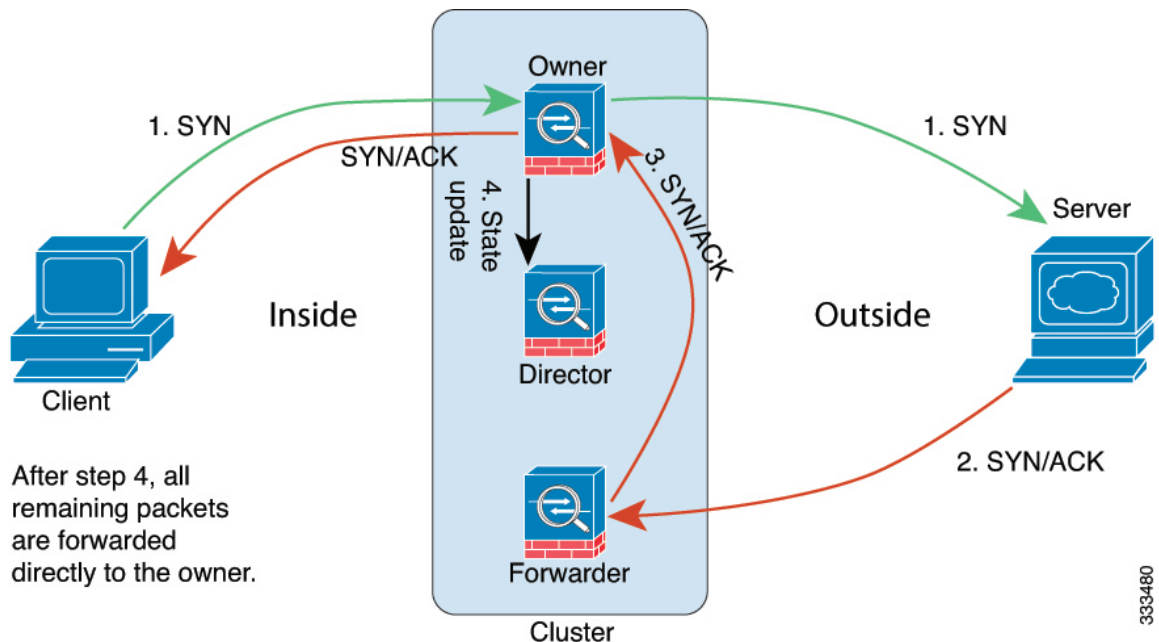 Owner
1. SYN
1. SYN
SYN/ACK
3. SYN/ACK
4. State
update
Server
Inside
Outside
Director
Client
2. SYN/ACK
After step 4, all
remaining packets
are forwarded
directly to the owner.
Forwarder
Cluster
333480